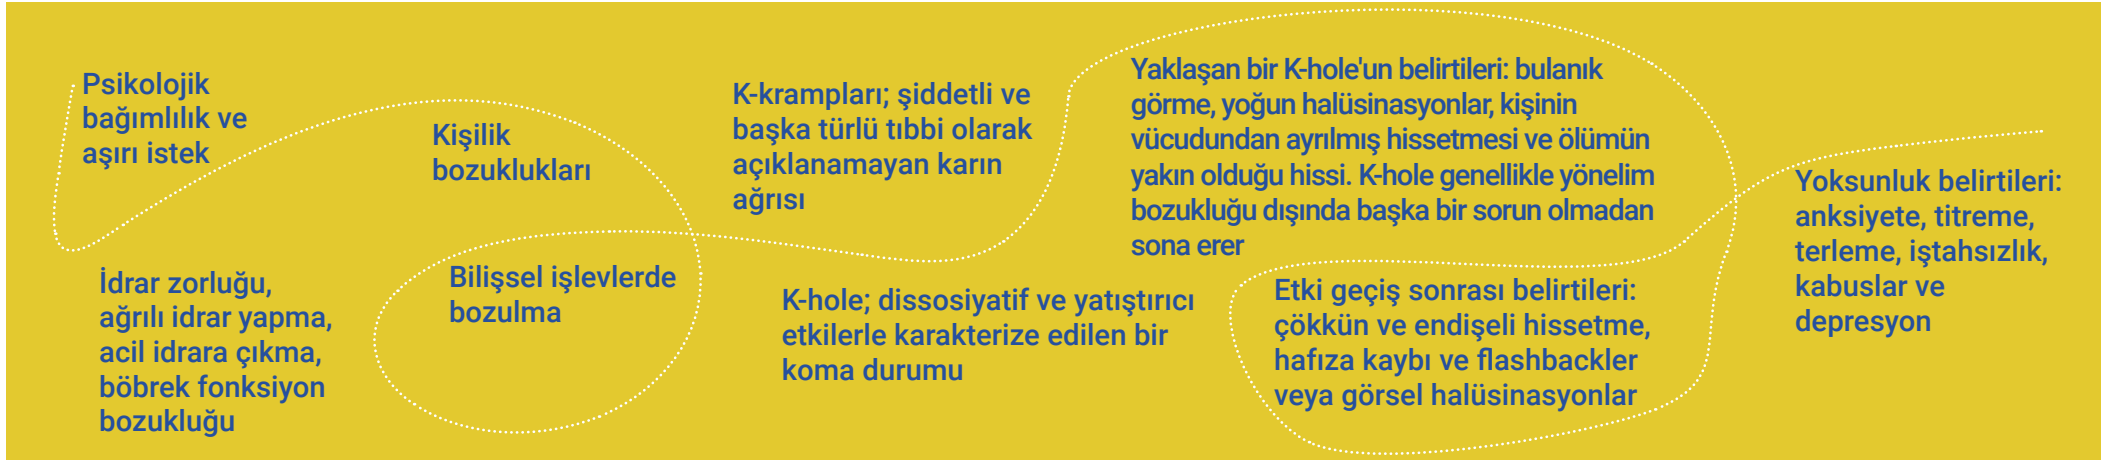 Psikolojik
bağımlılık ve
aşırı istek
İdrar zorluğu,
ağrılı idrar yapma,
acil idrara çıkma,
böbrek fonksiyon
bozukluğu
Kişilik
bozuklukları
Bilişsel işlevlerde
bozulma
K-krampları; şiddetli ve
başka türlü tıbbi olarak
açıklanamayan karın
ağrısı
K-hole; dissosiyatif ve yatıştırıcı
etkilerle karakterize edilen bir
koma durumu
Yaklaşan bir K-hole'un belirtileri: bulanık
görme, yoğun halüsinasyonlar, kişinin
vücudundan ayrılmış hissetmesi ve ölümün
yakın olduğu hissi. K-hole genellikle yönelim
bozukluğu dışında başka bir sorun olmadan
sona erer
Etki geçiş sonrası belirtileri:
çökkün ve endişeli hissetme,
hafıza kaybı ve flashbackler
veya görsel halüsinasyonlar
Yoksunluk belirtileri:
anksiyete, titreme,
terleme, iştahsızlık,
kabuslar ve
depresyon